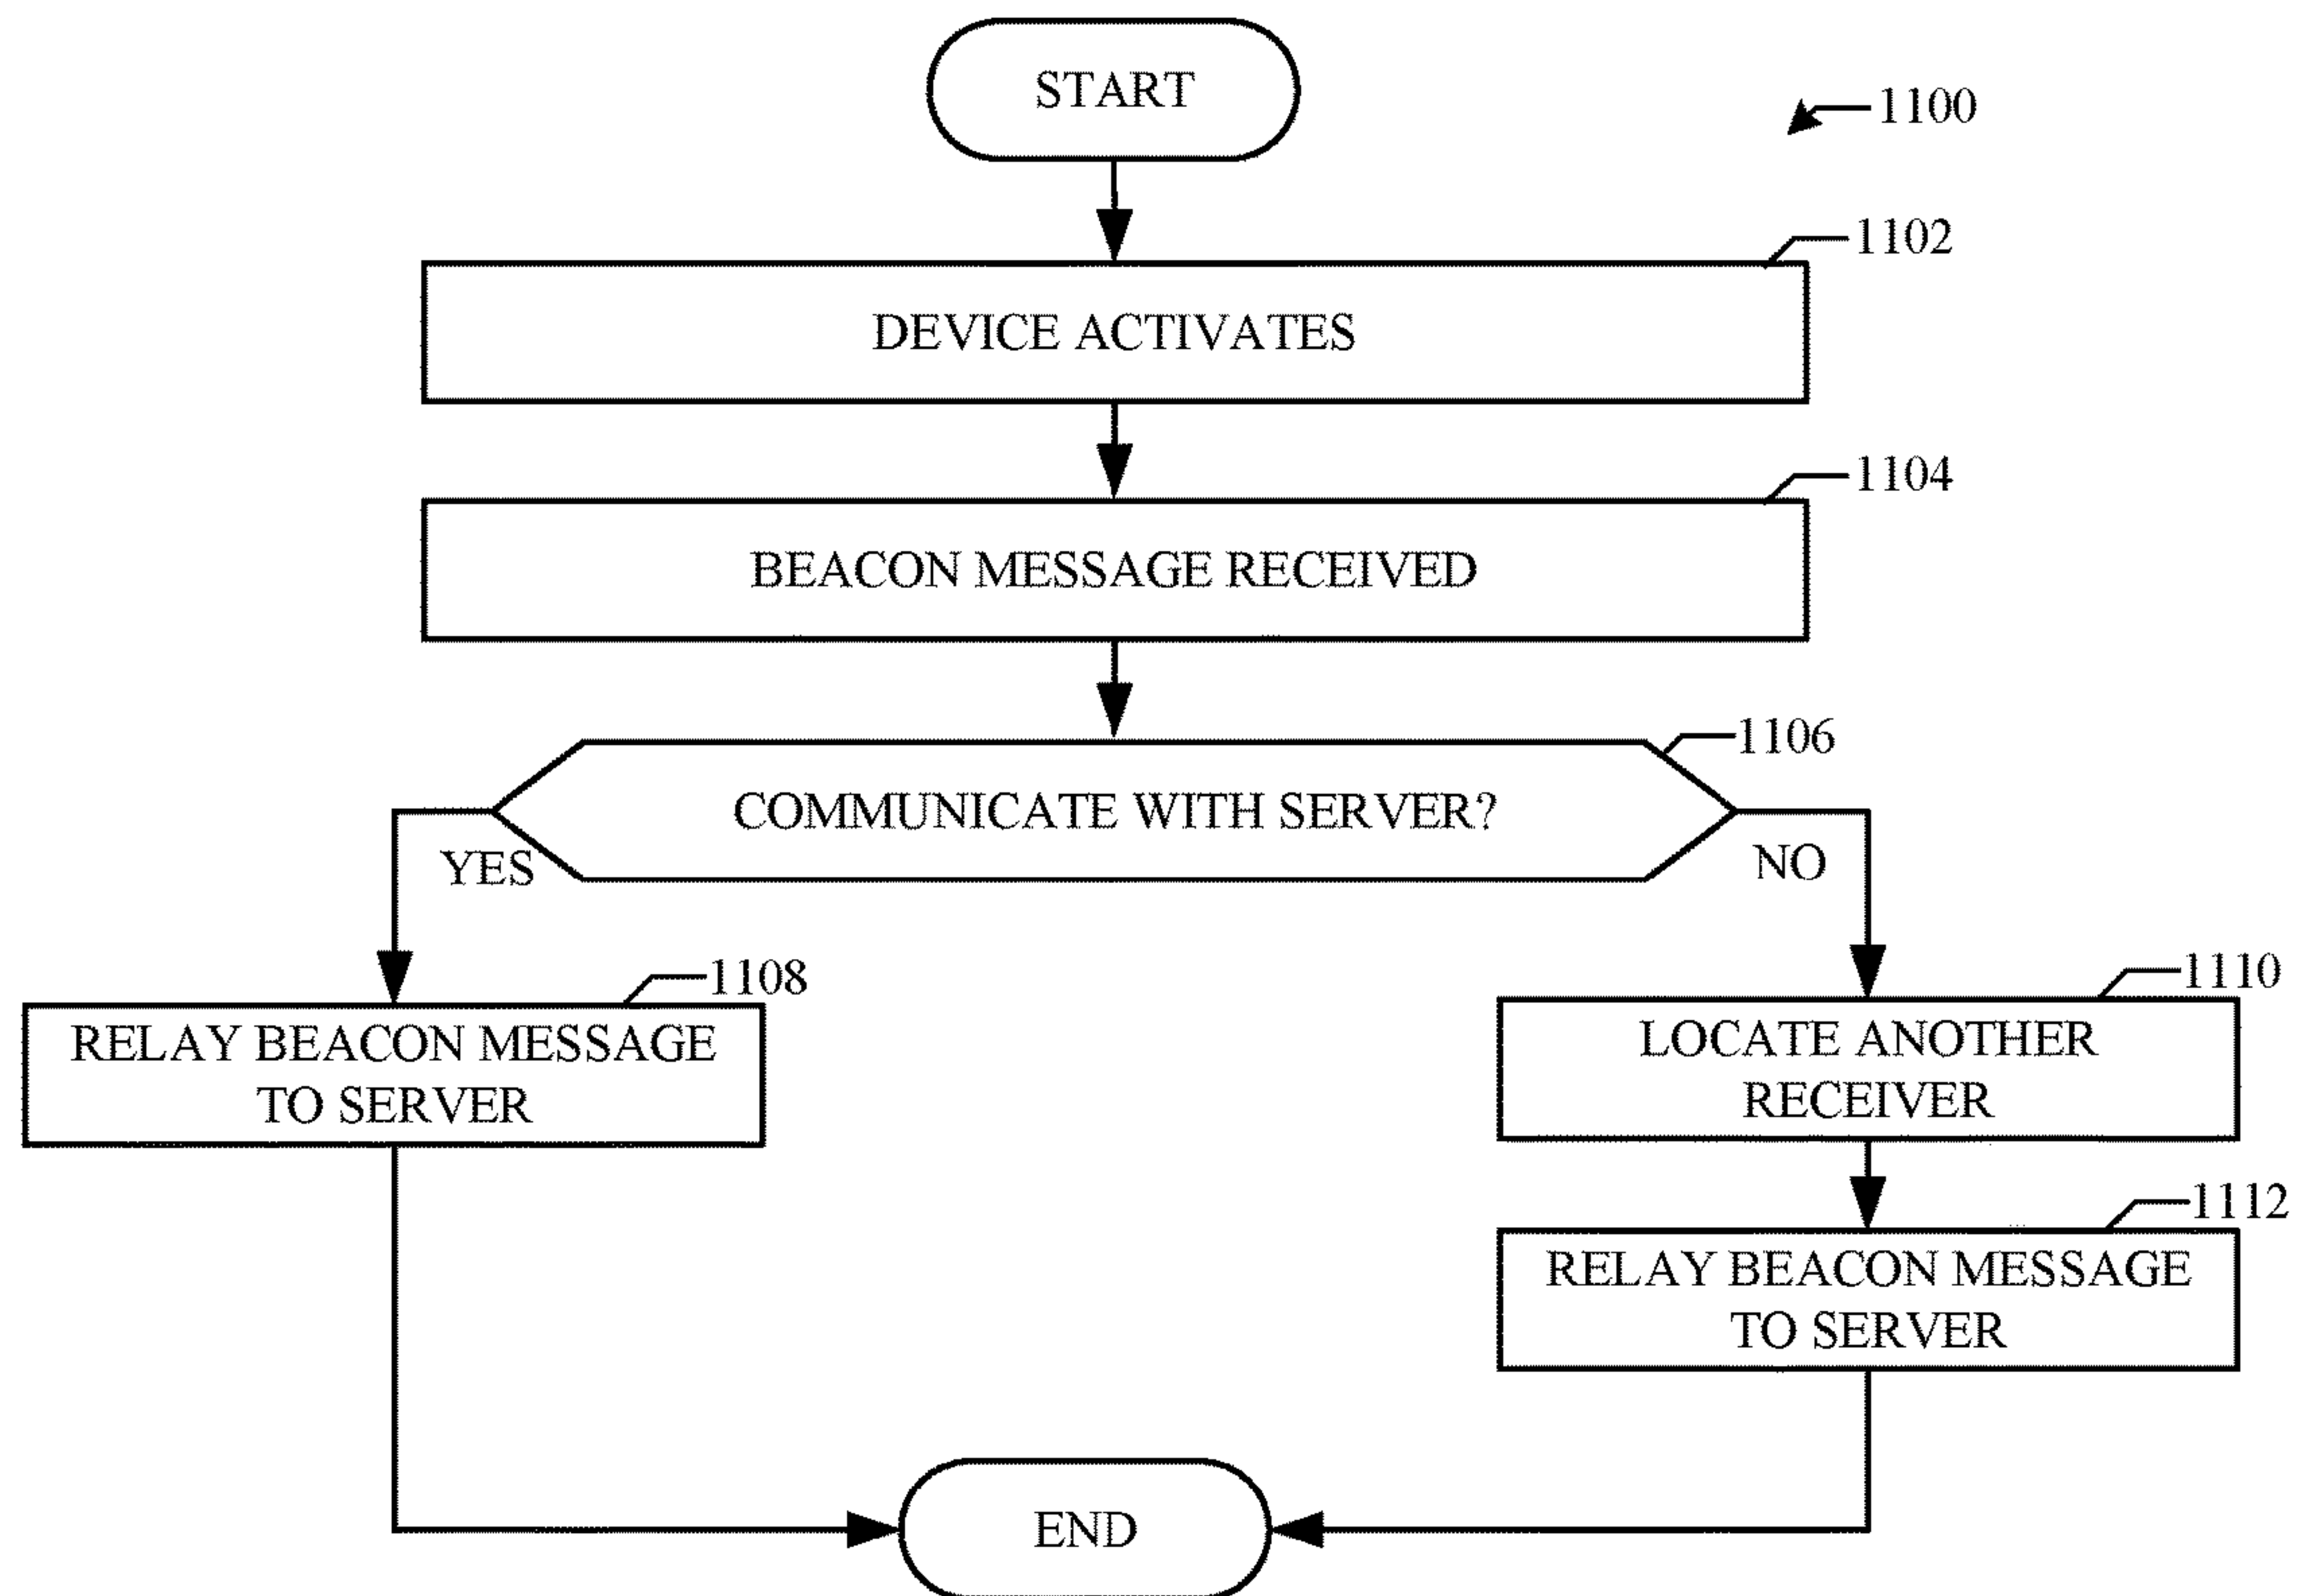 START
1100
1102
DEVICE ACTIVATES
1104
BEACON MESSAGE RECEIVED
1106
COMMUNICATE WITH SERVER?
YES
NO
1108
RELAY BEACON MESSAGE
TO SERVER
1110
LOCATE ANOTHER
RECEIVER
1112
RELAY BEACON MESSAGE
TO SERVER
END